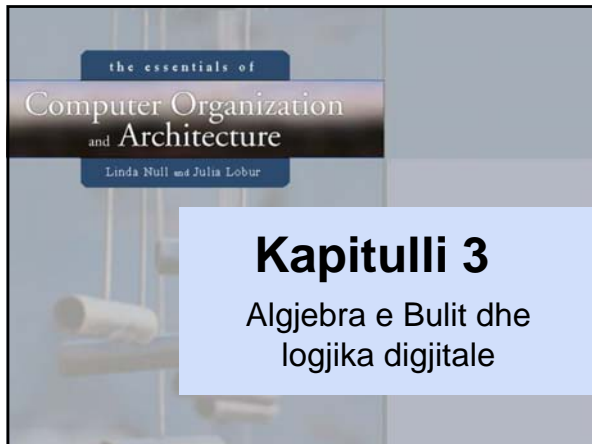 the essentials of
Computer Organization
and Architecture
Linda Null and Julia Lobur
Kapitulli 3
Algjebra e Bulit dhe
logjika digjitale